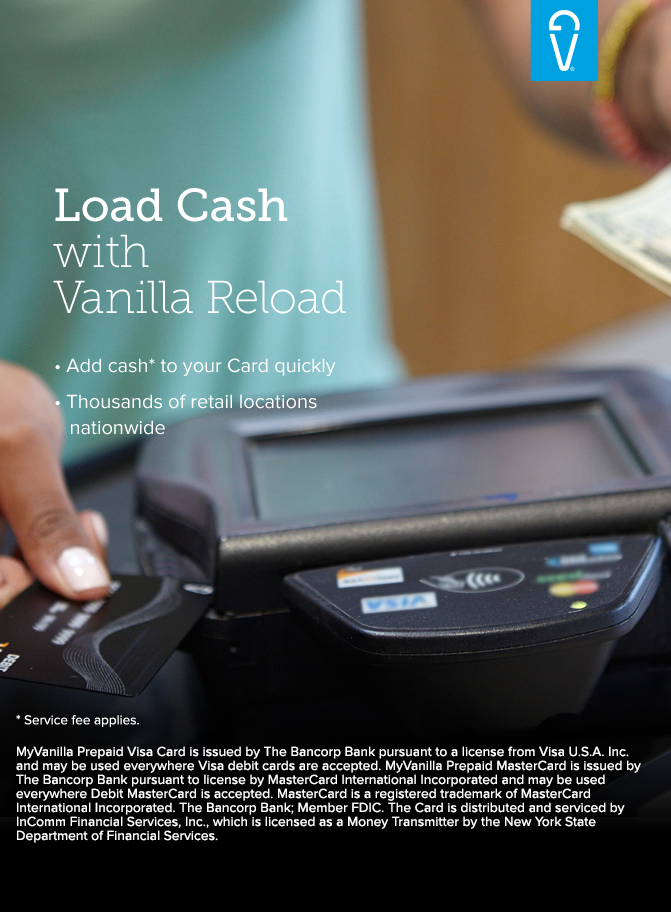 Load Cash
with
Vanilla Reload
• Add cash* to your Card quickly
• Thousands of retail locations
nationwide
VISA
DEBIT
* Service fee applies.
MyVanilla Prepaid Visa Card is issued by The Bancorp Bank pursuant to a license from Visa U.S.A. Inc.
and may be used everywhere Visa debit cards are accepted. MyVanilla Prepaid MasterCard is issued by
The Bancorp Bank pursuant to license by MasterCard International Incorporated and may be used
everywhere Debit MasterCard is accepted. MasterCard is a registered trademark of MasterCard
International Incorporated. The Bancorp Bank; Member FDIC. The Card is distributed and serviced by
InComm Financial Services, Inc., which is licensed as a Money Transmitter by the New York State
Department of Financial Services.